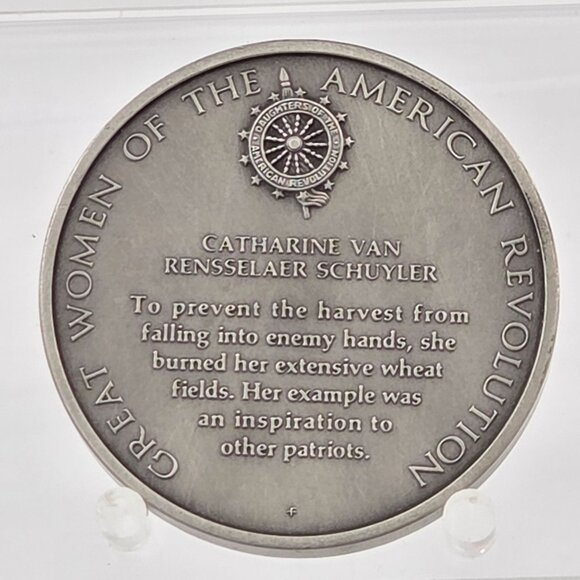 GREAT WOMEN OF THE AMERICAN REVOLUTION
DAUGHTERS OF THE
AMERICAN REVOLUTION
CATHARINE VAN
RENSSELAER SCHUYLER
To prevent the harvest from
falling into enemy hands, she
burned her extensive wheat
fields. Her example was
an inspiration to
other patriots.